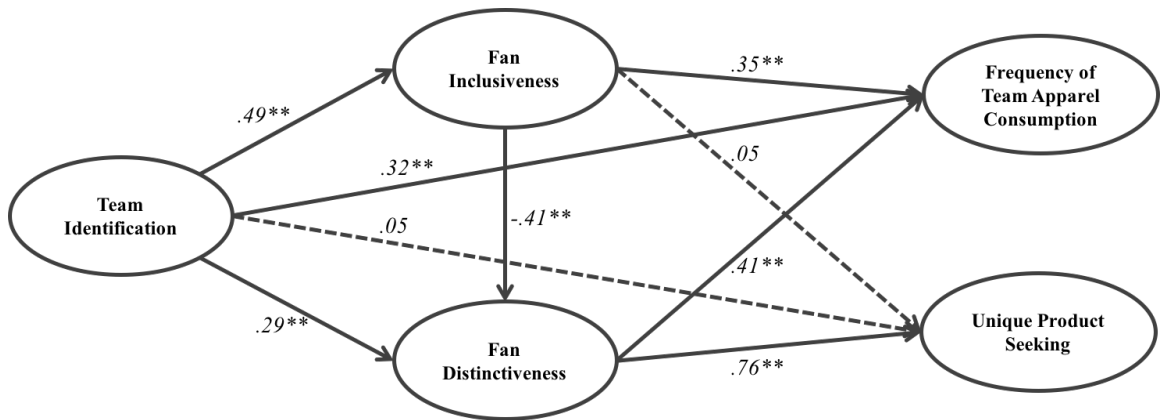 Fan
Inclusiveness
.35**
Frequency of
Team Apparel
Consumption
.49**
.32**
.05
Team
Identification
.05
-.41**
.41**
.29**
Fan
Distinctiveness
.76**
Unique Product
Seeking